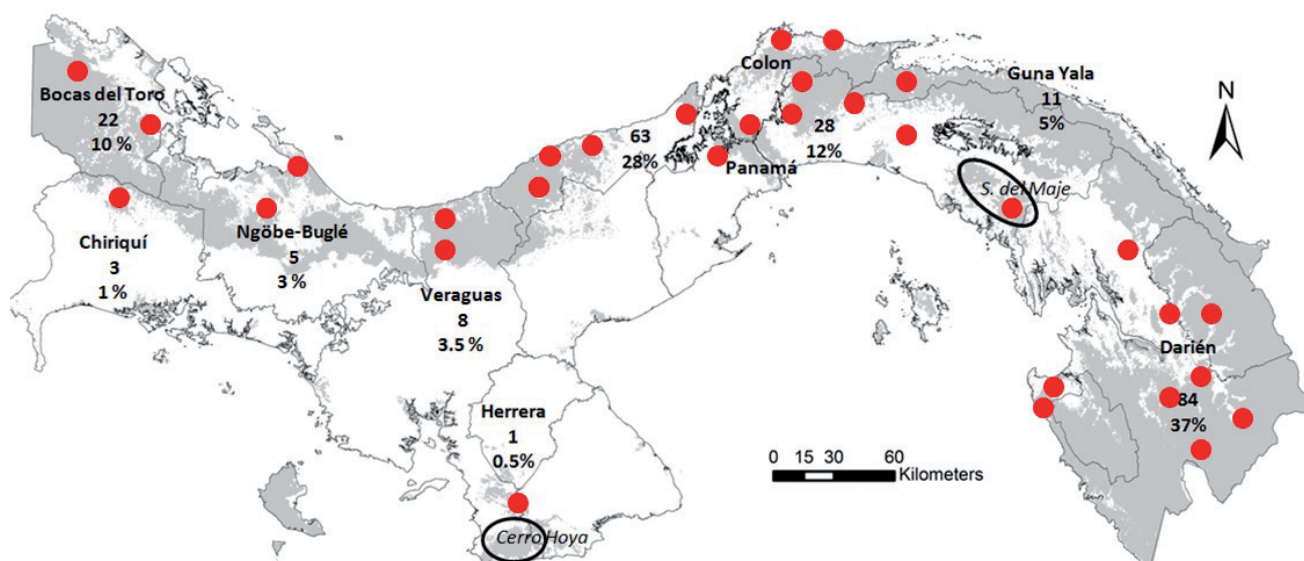 Bocas del Toro
22
10 %
Chiriquí
3
1 %
Ngöbe-Buglé
5
3 %
Veraguas
8
3.5 %
Herrera
1
0.5%
Cerro Hoya
Colon
63
28%
Panamá
28
12%
Guna Yala
11
5%
S. del Maje
Darién
84
37%
N
0 15 30 60
Kilometers